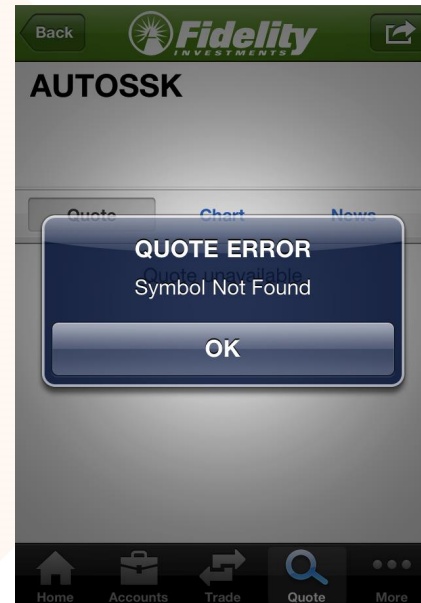 Back
Fidelity
INVESTMENTS
AUTOSSK
Quote Chart News
QUOTE ERROR
Quote unavailable
Symbol Not Found
OK
Home Accounts Trade Quote More